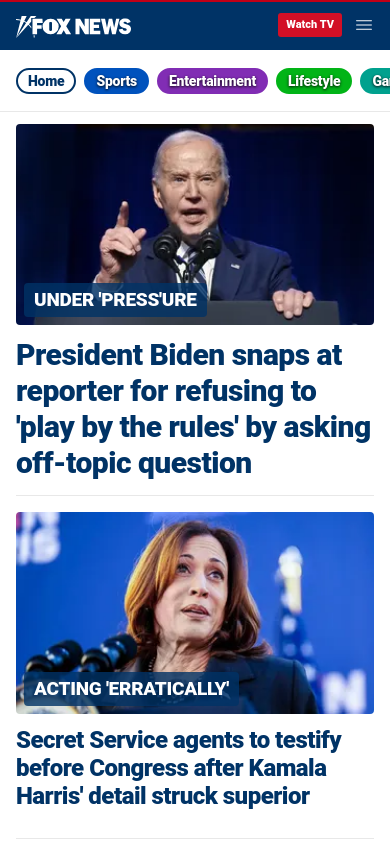 FOX NEWS
Watch TV
Home
Sports
Entertainment
Lifestyle
Ga
UNDER 'PRESS'URE
President Biden snaps at
reporter for refusing to
'play by the rules' by asking
off-topic question
ACTING 'ERRATICALLY'
Secret Service agents to testify
before Congress after Kamala
Harris' detail struck superior